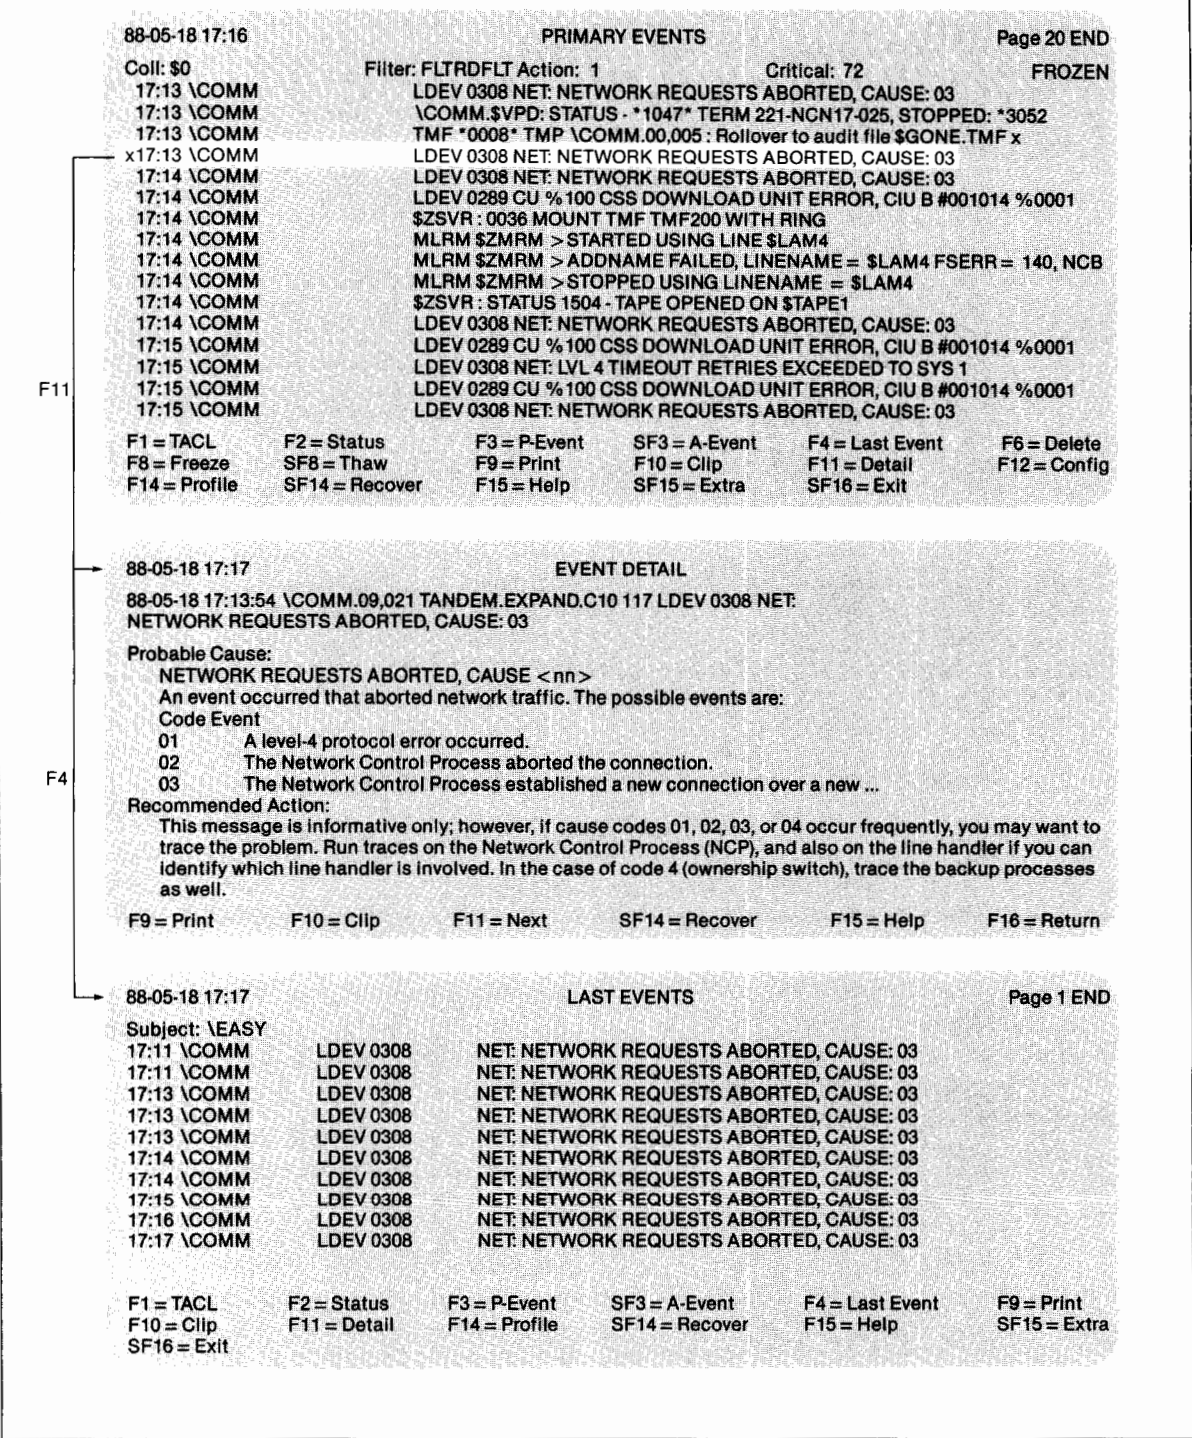 88-05-18 17:16 PRIMARY EVENTS Page 20 END
Coll: $0 Filter: FLTRDFLT Action: 1 Critical: 72 FROZEN
17:13 \COMM LDEV 0308 NET: NETWORK REQUESTS ABORTED, CAUSE: 03
17:13 \COMM \COMM.$VPD: STATUS - *1047* TERM 221-NCN17-025, STOPPED: *3052
17:13 \COMM TMF *0008* TMP \COMM.00,005 : Rollover to audit file $GONE.TMF x
x17:13 \COMM LDEV 0308 NET: NETWORK REQUESTS ABORTED, CAUSE: 03
17:14 \COMM LDEV 0308 NET: NETWORK REQUESTS ABORTED, CAUSE: 03
17:14 \COMM LDEV 0289 CU %100 CSS DOWNLOAD UNIT ERROR, CIU B #001014 %0001
17:14 \COMM $ZSVR : 0036 MOUNT TMF TMF200 WITH RING
17:14 \COMM MLRM $ZMRM >STARTED USING LINE $LAM4
17:14 \COMM MLRM $ZMRM >ADDNAME FAILED, LINENAME = $LAM4 FSERR = 140, NCB
17:14 \COMM MLRM $ZMRM >STOPPED USING LINENAME = $LAM4
17:14 \COMM $ZSVR : STATUS 1504 - TAPE OPENED ON $TAPE1
17:14 \COMM LDEV 0308 NET: NETWORK REQUESTS ABORTED, CAUSE: 03
17:15 \COMM LDEV 0289 CU %100 CSS DOWNLOAD UNIT ERROR, CIU B #001014 %0001
17:15 \COMM LDEV 0308 NET: LVL 4 TIMEOUT RETRIES EXCEEDED TO SYS 1
17:15 \COMM LDEV 0289 CU %100 CSS DOWNLOAD UNIT ERROR, CIU B #001014 %0001
17:15 \COMM LDEV 0308 NET: NETWORK REQUESTS ABORTED, CAUSE: 03
F11
F1 = TACL F2 = Status F3 = P-Event SF3 = A-Event F4 = Last Event F6 = Delete
F8 = Freeze SF8 = Thaw F9 = Print F10 = Clip F11 = Detail F12 = Config
F14 = Profile SF14 = Recover F15 = Help SF15 = Extra SF16 = Exit
88-05-18 17:17 EVENT DETAIL
88-05-18 17:13:54 \COMM.09,021 TANDEM.EXPAND.C10 117 LDEV 0308 NET:
NETWORK REQUESTS ABORTED, CAUSE: 03
Probable Cause:
NETWORK REQUESTS ABORTED, CAUSE <nn>
An event occurred that aborted network traffic. The possible events are:
Code Event
01 A level-4 protocol error occurred.
02 The Network Control Process aborted the connection.
03 The Network Control Process established a new connection over a new ...
F4
Recommended Action:
This message is informative only; however, if cause codes 01, 02, 03, or 04 occur frequently, you may want to
trace the problem. Run traces on the Network Control Process (NCP), and also on the line handler if you can
identify which line handler is involved. In the case of code 4 (ownership switch), trace the backup processes
as well.
F9 = Print F10 = Clip F11 = Next SF14 = Recover F15 = Help F16 = Return
88-05-18 17:17 LAST EVENTS Page 1 END
Subject: \EASY
17:11 \COMM LDEV 0308 NET: NETWORK REQUESTS ABORTED, CAUSE: 03
17:11 \COMM LDEV 0308 NET: NETWORK REQUESTS ABORTED, CAUSE: 03
17:13 \COMM LDEV 0308 NET: NETWORK REQUESTS ABORTED, CAUSE: 03
17:13 \COMM LDEV 0308 NET: NETWORK REQUESTS ABORTED, CAUSE: 03
17:13 \COMM LDEV 0308 NET: NETWORK REQUESTS ABORTED, CAUSE: 03
17:14 \COMM LDEV 0308 NET: NETWORK REQUESTS ABORTED, CAUSE: 03
17:14 \COMM LDEV 0308 NET: NETWORK REQUESTS ABORTED, CAUSE: 03
17:15 \COMM LDEV 0308 NET: NETWORK REQUESTS ABORTED, CAUSE: 03
17:16 \COMM LDEV 0308 NET: NETWORK REQUESTS ABORTED, CAUSE: 03
17:17 \COMM LDEV 0308 NET: NETWORK REQUESTS ABORTED, CAUSE: 03
F1 = TACL F2 = Status F3 = P-Event SF3 = A-Event F4 = Last Event F9 = Print
F10 = Clip F11 = Detail F14 = Profile SF14 = Recover F15 = Help SF15 = Extra
SF16 = Exit